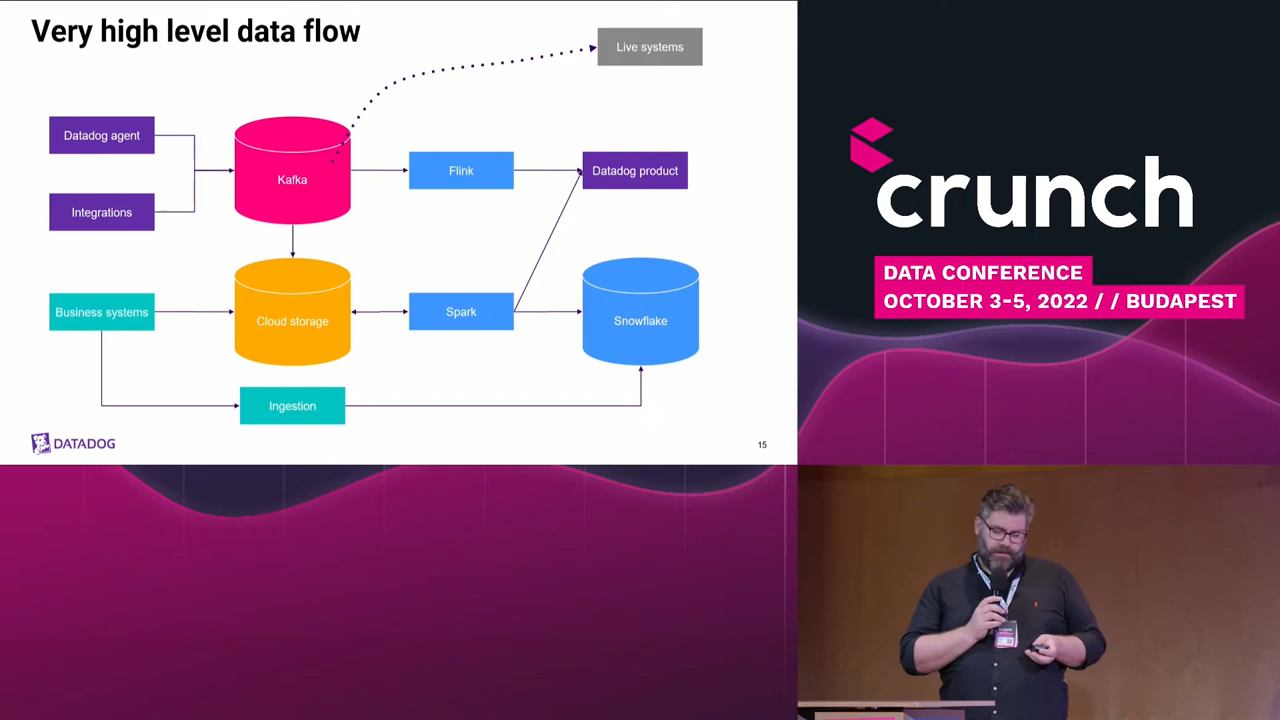 Very high level data flow
Live systems
Datadog agent
Integrations
Kafka
Flink
Datadog product
Business systems
Cloud storage
Spark
Snowflake
Ingestion
DATADOG
15
crunch
DATA CONFERENCE
OCTOBER 3-5, 2022 // BUDAPEST